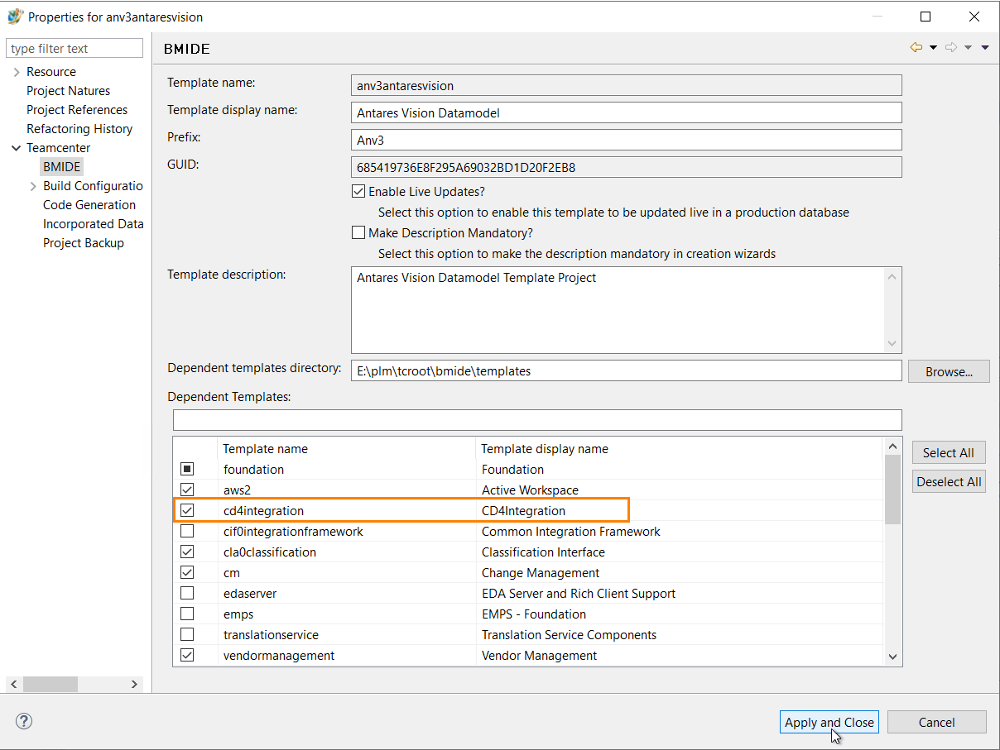 Properties for anv3antaresvision
type filter text
Resource
Project Natures
Project References
Refactoring History
Teamcenter
BMIDE
Build Configuratio
Code Generation
Incorporated Data
Project Backup
BMIDE
Template name: anv3antaresvision
Template display name: Antares Vision Datamodel
Prefix: Anv3
GUID: 685419736E8F295A69032BD1D20F2EB8
Enable Live Updates?
Select this option to enable this template to be updated live in a production database
Make Description Mandatory?
Select this option to make the description mandatory in creation wizards
Template description: Antares Vision Datamodel Template Project
Dependent templates directory: E:\plm\tcroot\bmide\templates Browse...
Dependent Templates:
Template name Template display name
foundation Foundation
aws2 Active Workspace
cd4integration CD4Integration
cif0integrationframework Common Integration Framework
cla0classification Classification Interface
cm Change Management
edaserver EDA Server and Rich Client Support
emps EMPS - Foundation
translationservice Translation Service Components
vendormanagement Vendor Management
Select All
Deselect All
Apply and Close Cancel